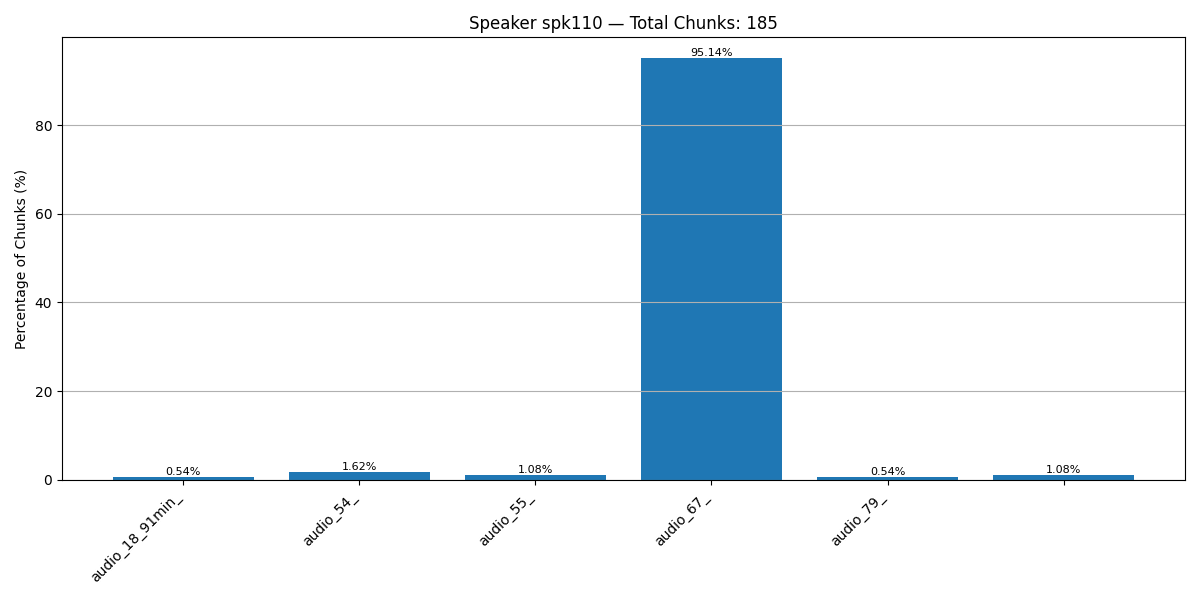 Speaker spk110 — Total Chunks: 185
Percentage of Chunks (%)
80
60
40
20
0
0.54%
1.62%
1.08%
95.14%
0.54%
1.08%
audio_18_91min_
audio_54_
audio_55_
audio_67_
audio_79_